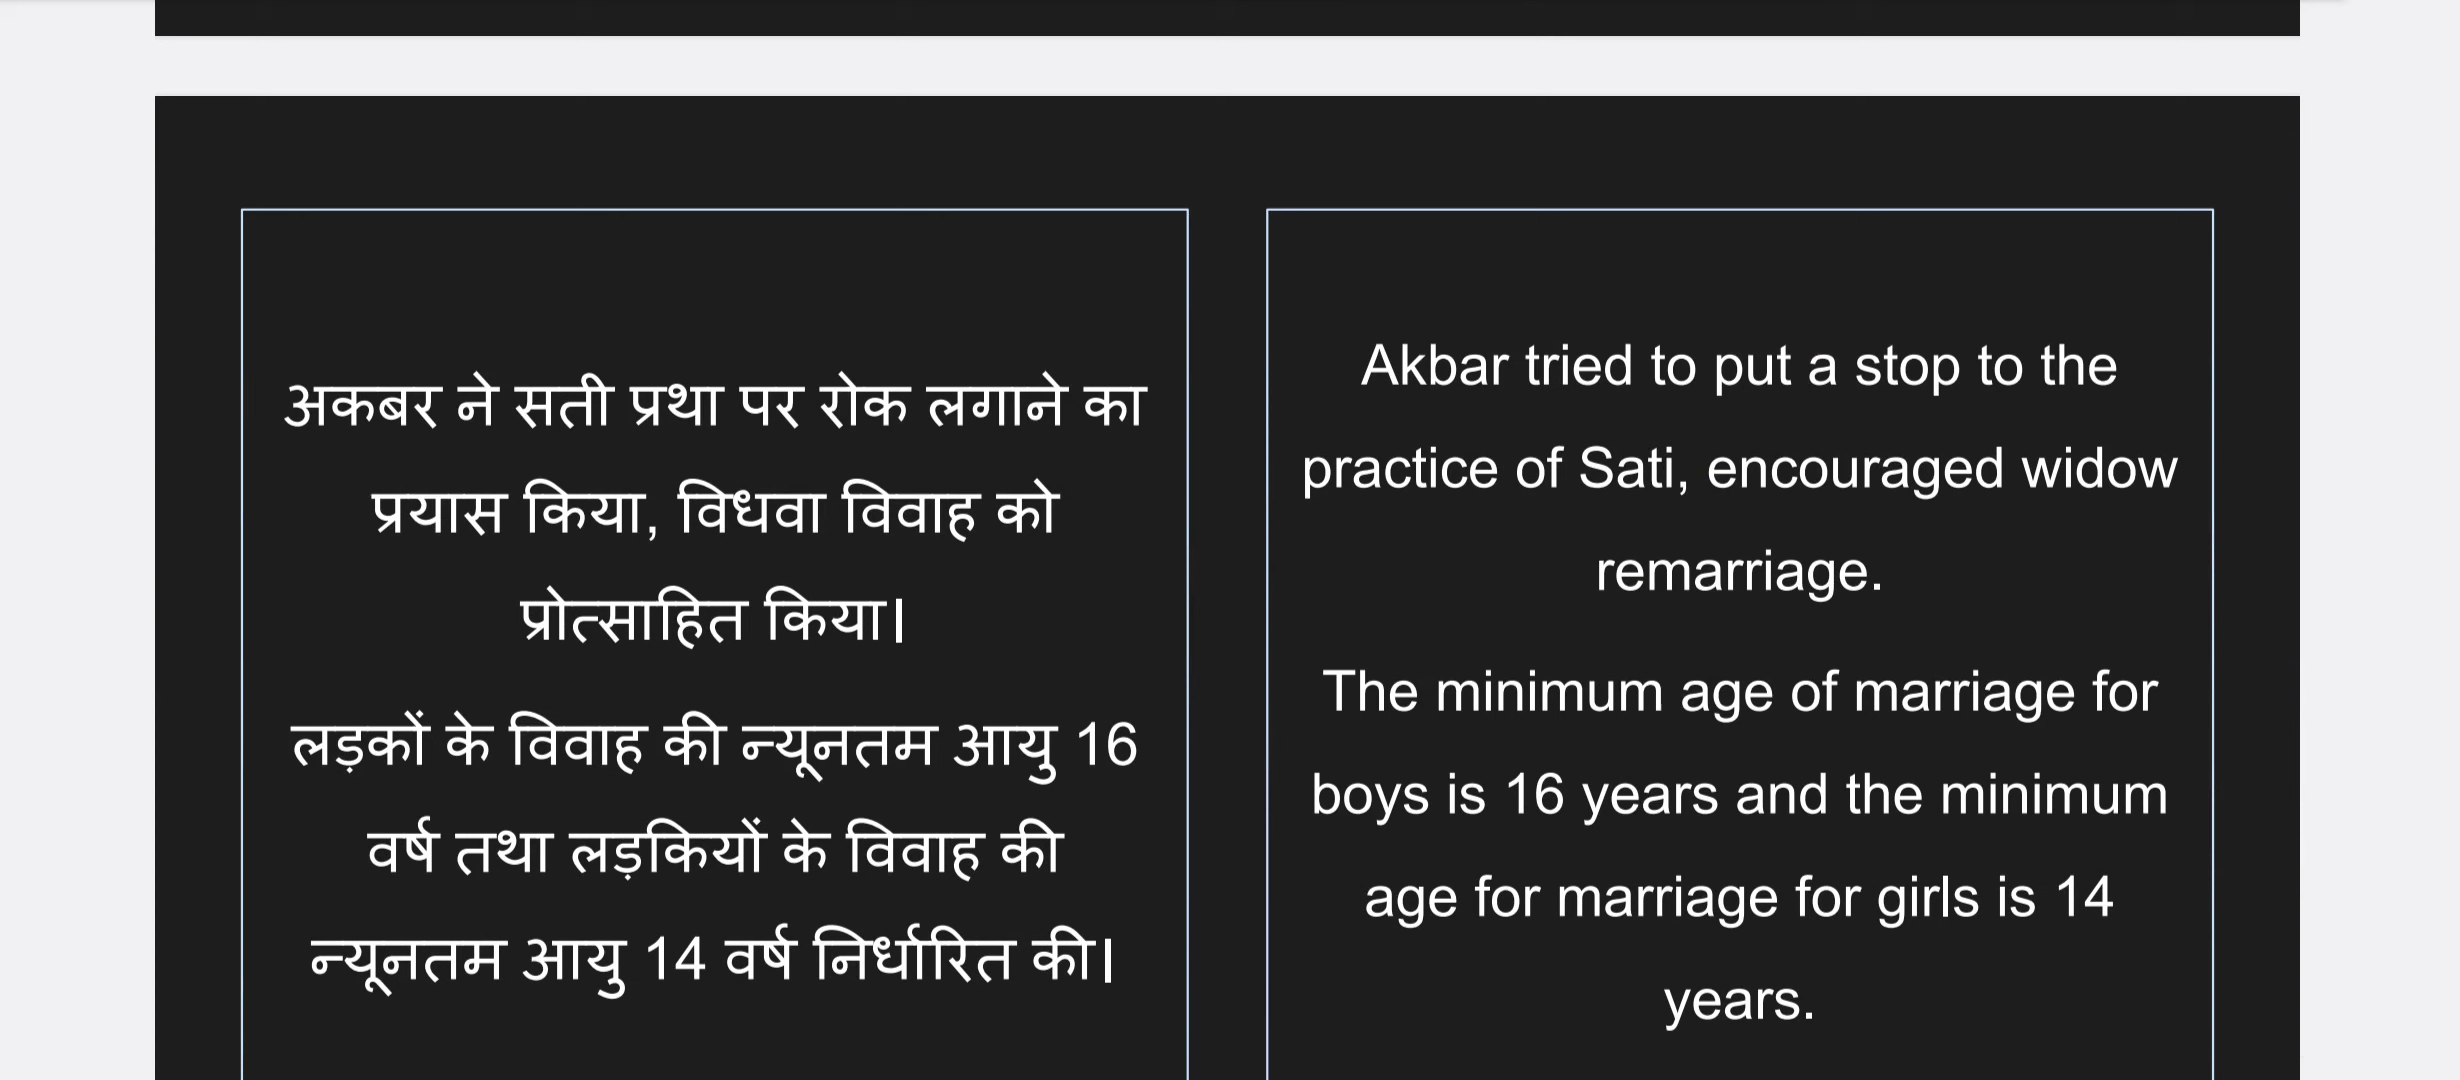 अकबर ने सती प्रथा पर रोक लगाने का
प्रयास किया, विधवा विवाह को
प्रोत्साहित किया।
लड़कों के विवाह की न्यूनतम आयु 16
वर्ष तथा लड़कियों के विवाह की
न्यूनतम आयु 14 वर्ष निर्धारित की।
Akbar tried to put a stop to the
practice of Sati, encouraged widow
remarriage.
The minimum age of marriage for
boys is 16 years and the minimum
age for marriage for girls is 14
years.